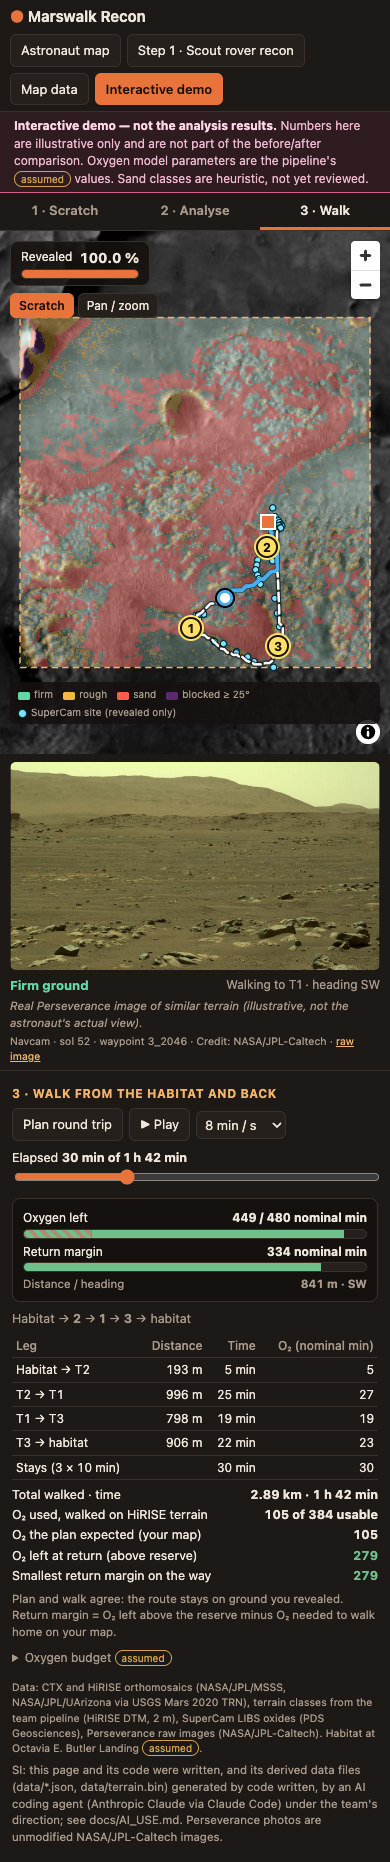 Marswalk Recon
Astronaut map
Step 1 · Scout rover recon
Map data
Interactive demo
Interactive demo — not the analysis results. Numbers here
are illustrative only and are not part of the before/after
comparison. Oxygen model parameters are the pipeline's
assumed values. Sand classes are heuristic, not yet reviewed.
1 · Scratch
2 · Analyse
3 · Walk
Revealed 100.0 %
Scratch
Pan / zoom
+
−
2
1
3
firm
rough
sand
blocked ≥ 25°
SuperCam site (revealed only)
Firm ground
Walking to T1 · heading SW
Real Perseverance image of similar terrain (illustrative, not the
astronaut's actual view).
Navcam · sol 52 · waypoint 3_2046 · Credit: NASA/JPL-Caltech · raw
image
3 · WALK FROM THE HABITAT AND BACK
Plan round trip
▶ Play
8 min / s
Elapsed 30 min of 1 h 42 min
Oxygen left 449 / 480 nominal min
Return margin 334 nominal min
Distance / heading 841 m · SW
Habitat → 2 → 1 → 3 → habitat
Leg Distance Time O₂ (nominal min)
Habitat → T2 193 m 5 min 5
T2 → T1 996 m 25 min 27
T1 → T3 798 m 19 min 19
T3 → habitat 906 m 22 min 23
Stays (3 × 10 min) 30 min 30
Total walked · time 2.89 km · 1 h 42 min
O₂ used, walked on HiRISE terrain 105 of 384 usable
O₂ the plan expected (your map) 105
O₂ left at return (above reserve) 279
Smallest return margin on the way 279
Plan and walk agree: the route stays on ground you revealed.
Return margin = O₂ left above the reserve minus O₂ needed to walk
home on your map.
▶ Oxygen budget assumed
Data: CTX and HiRISE orthomosaics (NASA/JPL/MSSS,
NASA/JPL/UArizona via USGS Mars 2020 TRN), terrain classes from the
team pipeline (HiRISE DTM, 2 m), SuperCam LIBS oxides (PDS
Geosciences), Perseverance raw images (NASA/JPL-Caltech). Habitat at
Octavia E. Butler Landing assumed.
SI: this page and its code were written, and its derived data files
(data/*.json, data/terrain.bin) generated by code written, by an AI
coding agent (Anthropic Claude via Claude Code) under the team's
direction; see docs/AI_USE.md. Perseverance photos are
unmodified NASA/JPL-Caltech images.